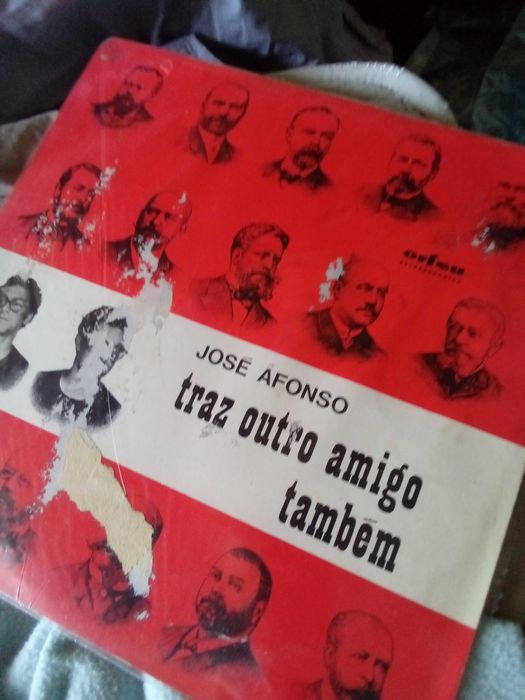 orfeu
JOSÉ AFONSO
traz outro amigo
também